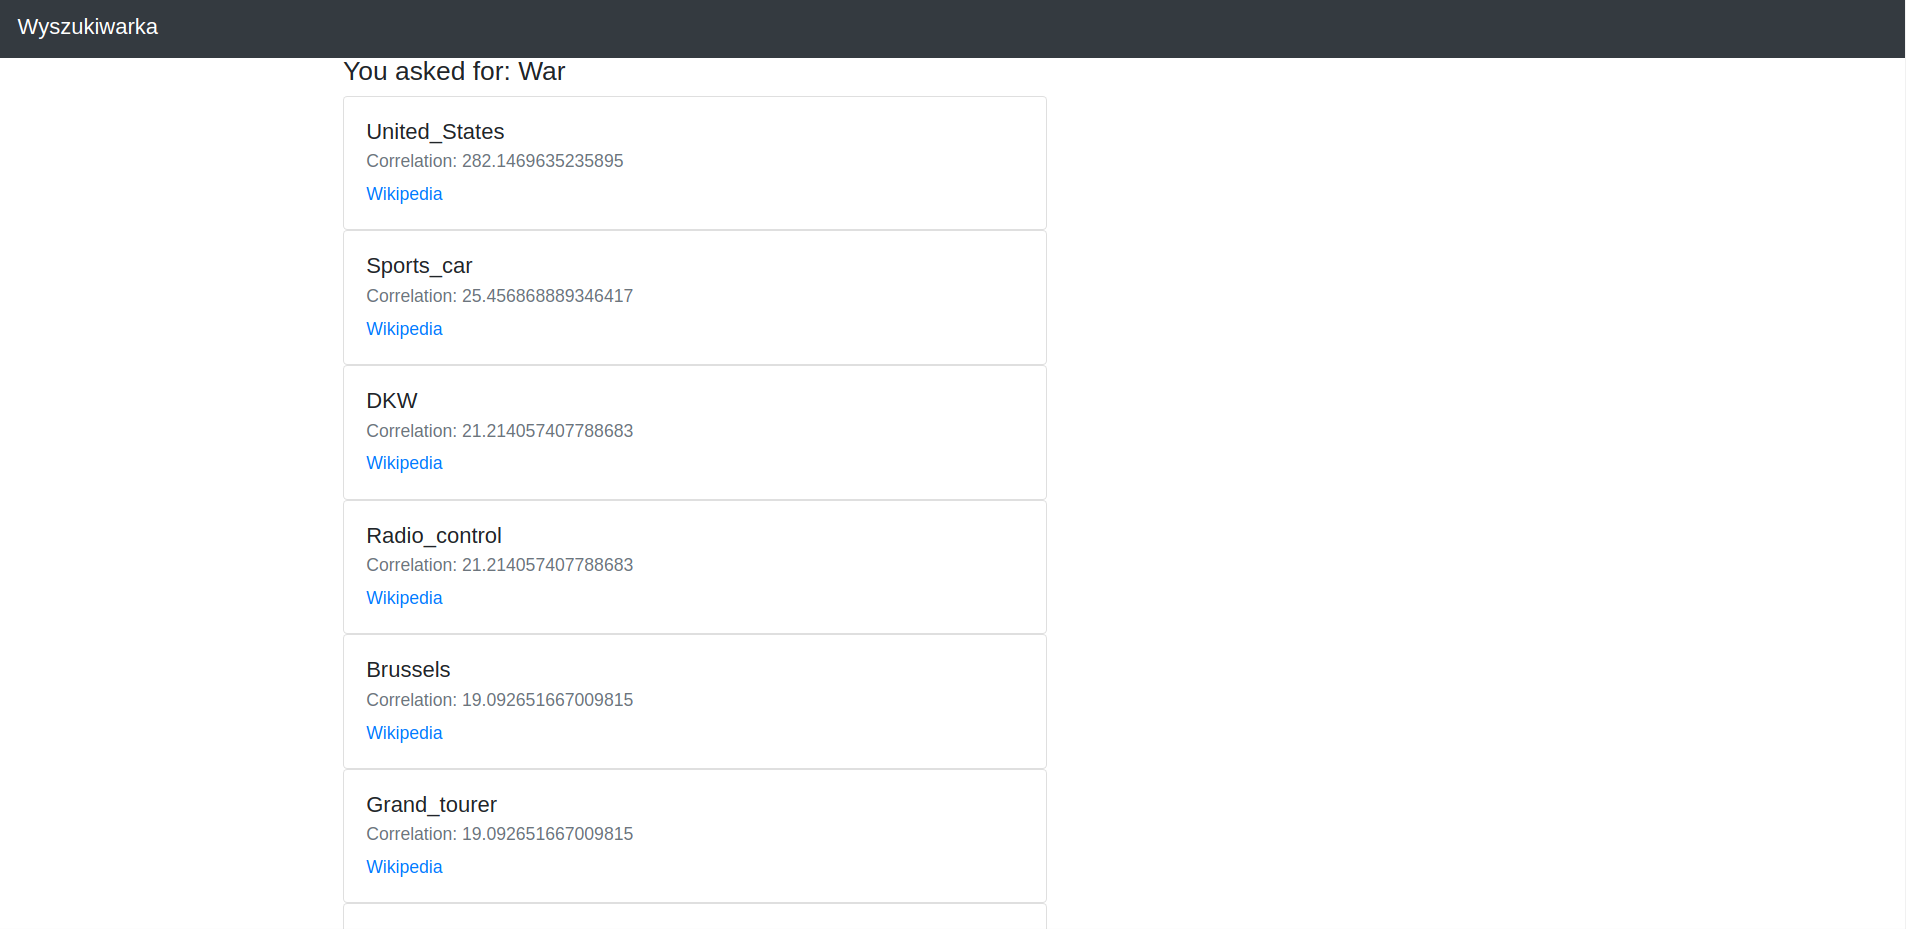 Wyszukiwarka
You asked for: War
United_States
Correlation: 282.1469635235895
Wikipedia
Sports_car
Correlation: 25.456868889346417
Wikipedia
DKW
Correlation: 21.214057407788683
Wikipedia
Radio_control
Correlation: 21.214057407788683
Wikipedia
Brussels
Correlation: 19.092651667009815
Wikipedia
Grand_tourer
Correlation: 19.092651667009815
Wikipedia